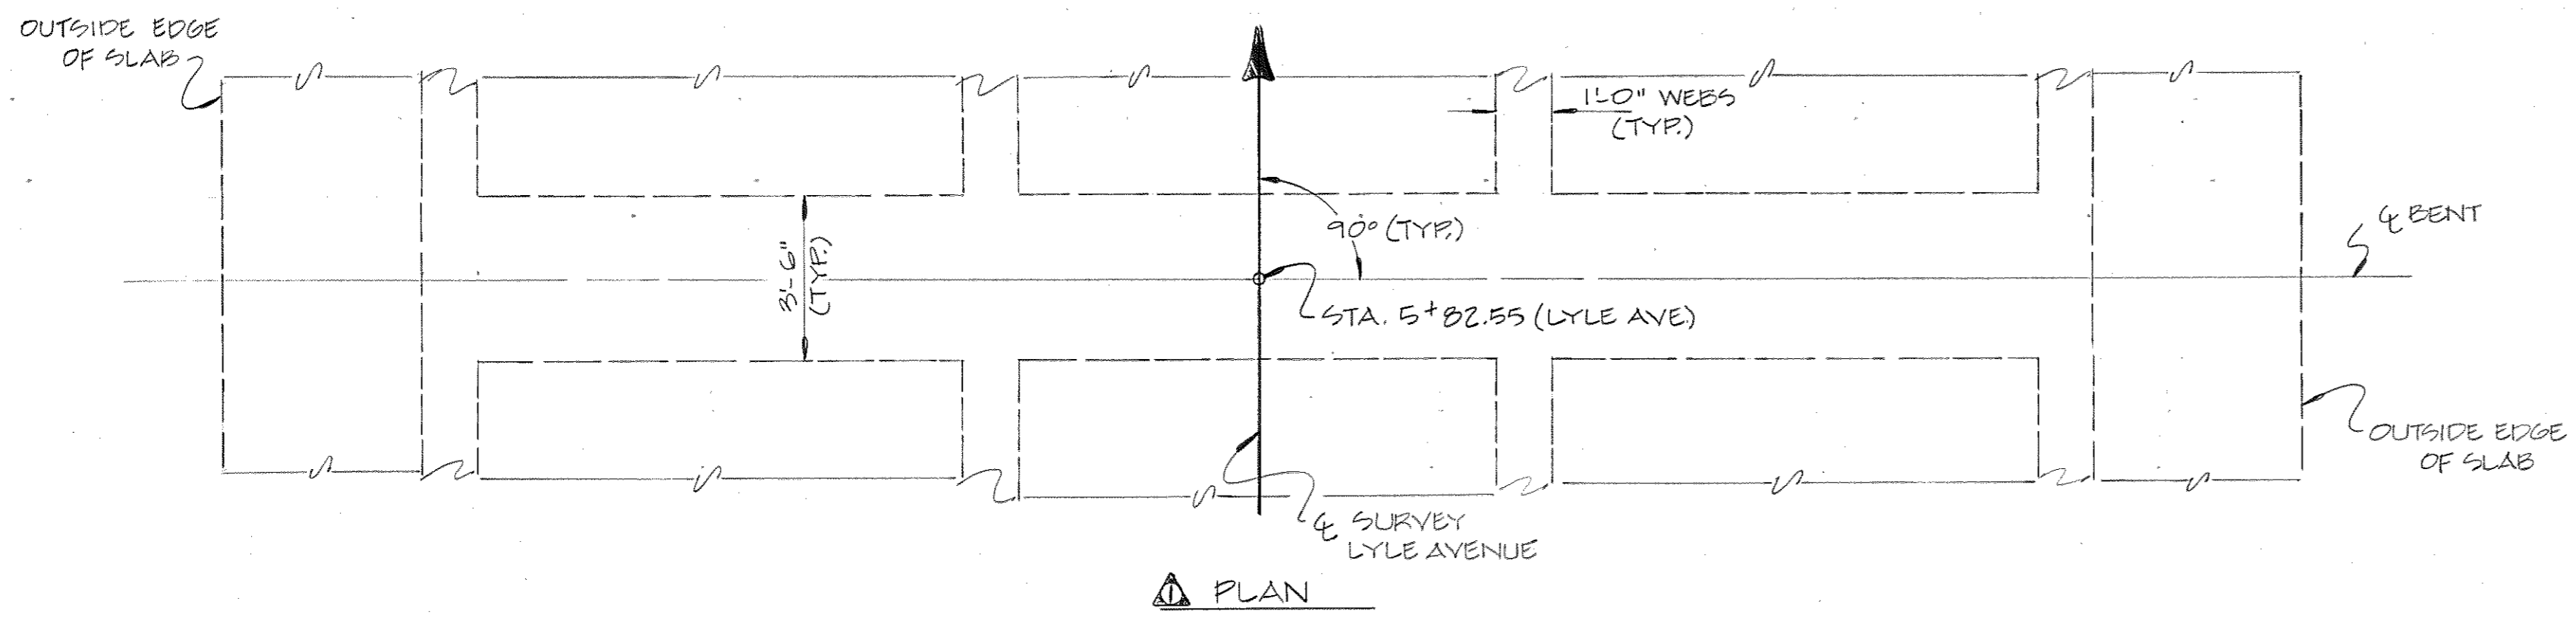 OUTSIDE EDGE
OF SLAB
1'-0" WEBS
(TYP.)
90° (TYP.)
℄ BENT
3'-6"
(TYP.)
STA. 5+82.55 (LYLE AVE.)
OUTSIDE EDGE
OF SLAB
℄ SURVEY
LYLE AVENUE
1 PLAN